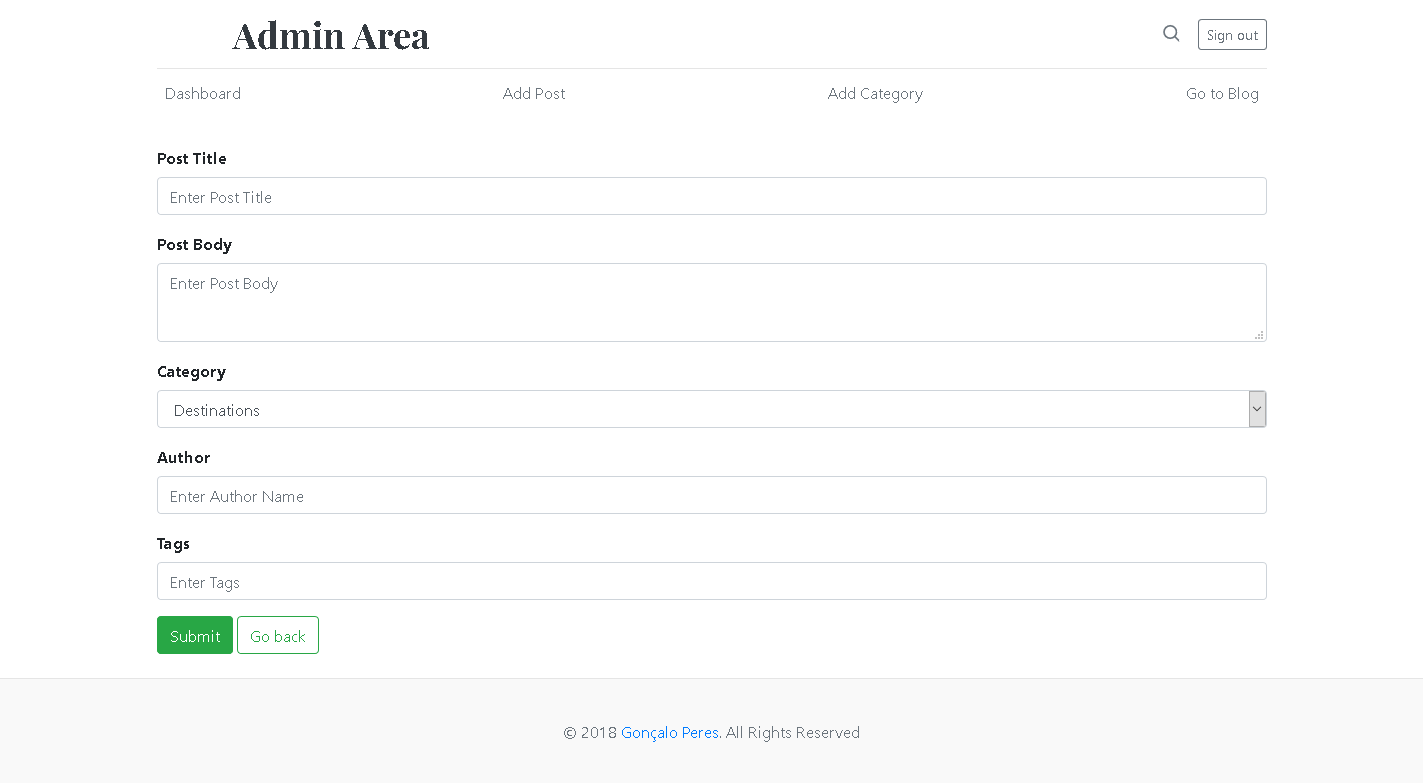 Admin Area
Sign out
Dashboard Add Post Add Category Go to Blog
Post Title
Enter Post Title
Post Body
Enter Post Body
Category
Destinations
Author
Enter Author Name
Tags
Enter Tags
Submit Go back
© 2018 Gonçalo Peres. All Rights Reserved